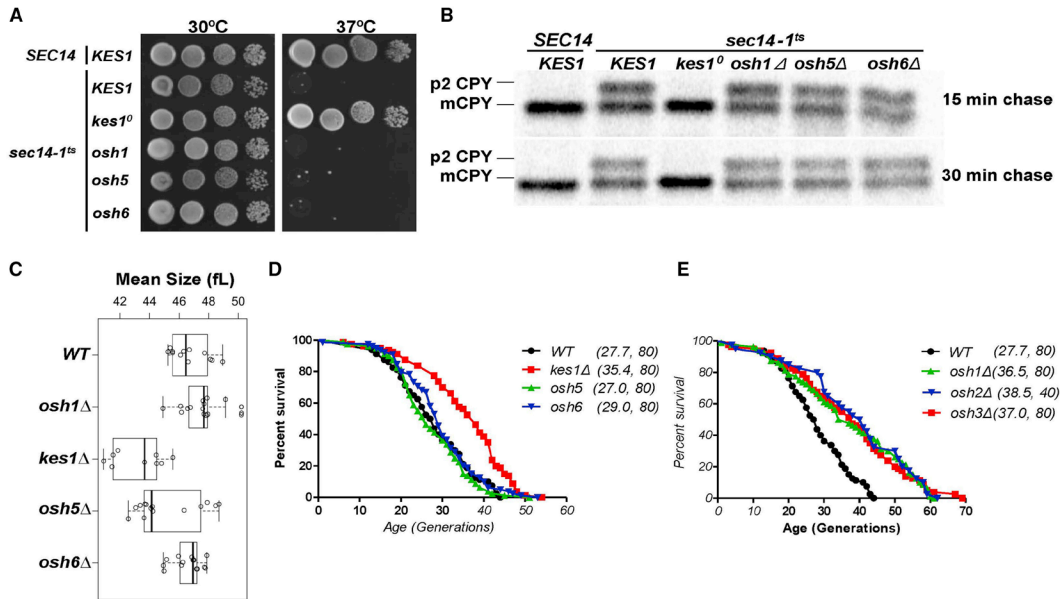 A
30ºC 37ºC
SEC14 KES1
KES1
kes1⁰
sec14-1ᵗˢ osh1
osh5
osh6
B
SEC14 sec14-1ᵗˢ
KES1 KES1 kes1⁰ osh1Δ osh5Δ osh6Δ
p2 CPY
mCPY
15 min chase
p2 CPY
mCPY
30 min chase
C
Mean Size (fL)
42 44 46 48 50
WT
osh1Δ
kes1Δ
osh5Δ
osh6Δ
D
Percent survival
100
80
60
40
20
0
0 10 20 30 40 50 60
Age (Generations)
WT (27.7, 80)
kes1Δ (35.4, 80)
osh5 (27.0, 80)
osh6 (29.0, 80)
E
Percent survival
100
80
60
40
20
0
0 10 20 30 40 50 60 70
Age (Generations)
WT (27.7, 80)
osh1Δ (36.5, 80)
osh2Δ (38.5, 40)
osh3Δ (37.0, 80)